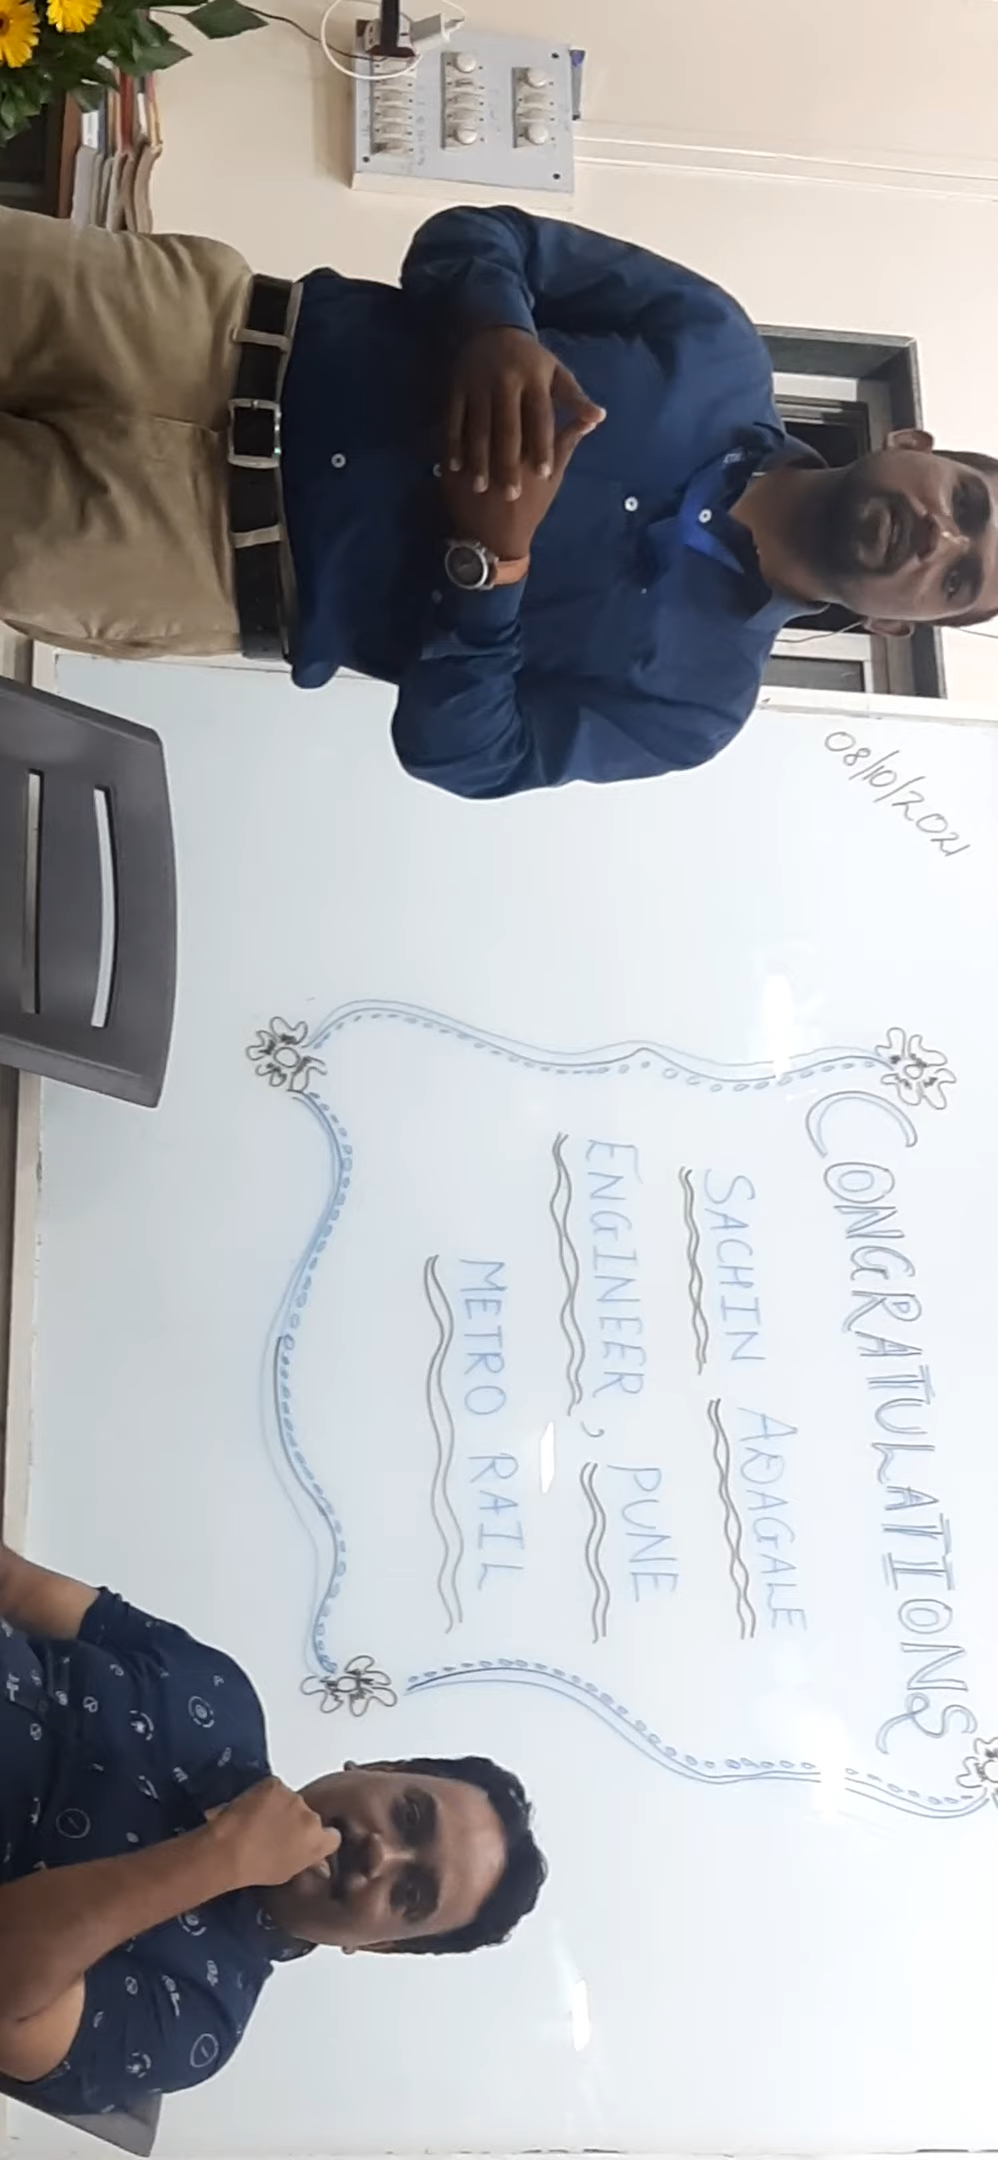 08/10/2021
CONGRATULATIONS
SACHIN ADAGALE
ENGINEER, PUNE
METRO RAIL